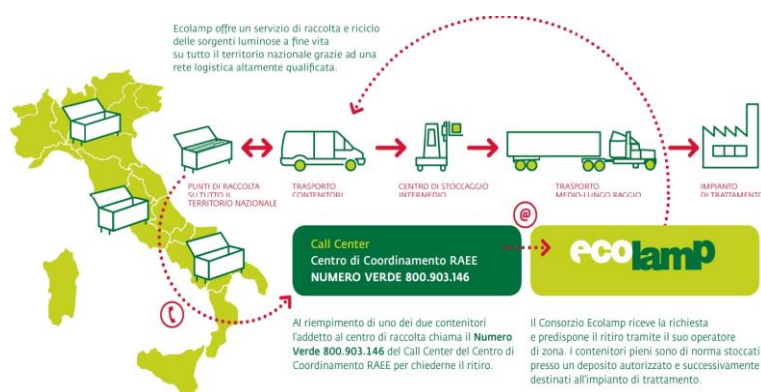 Ecolamp offre un servizio di raccolta e riciclo
delle sorgenti luminose a fine vita
su tutto il territorio nazionale grazie ad una
rete logistica altamente qualificata.
PUNTI DI RACCOLTA
SU TUTTO IL
TERRITORIO NAZIONALE
TRASPORTO
CONTENITORI
CENTRO DI STOCCAGGIO
INTERMEDIO
TRASPORTO
MEDIO-LUNGO RAGGIO
IMPIANTO
DI TRATTAMENTO
@
Call Center
Centro di Coordinamento RAEE
NUMERO VERDE 800.903.146
ecolamp
Al riempimento di uno dei due contenitori
l'addetto al centro di raccolta chiama il Numero
Verde 800.903.146 del Call Center del Centro di
Coordinamento RAEE per chiederne il ritiro.
Il Consorzio Ecolamp riceve la richiesta
e predispone il ritiro tramite il suo operatore
di zona. I contenitori pieni sono di norma stoccati
presso un deposito autorizzato e successivamente
destinati all'impianto di trattamento.